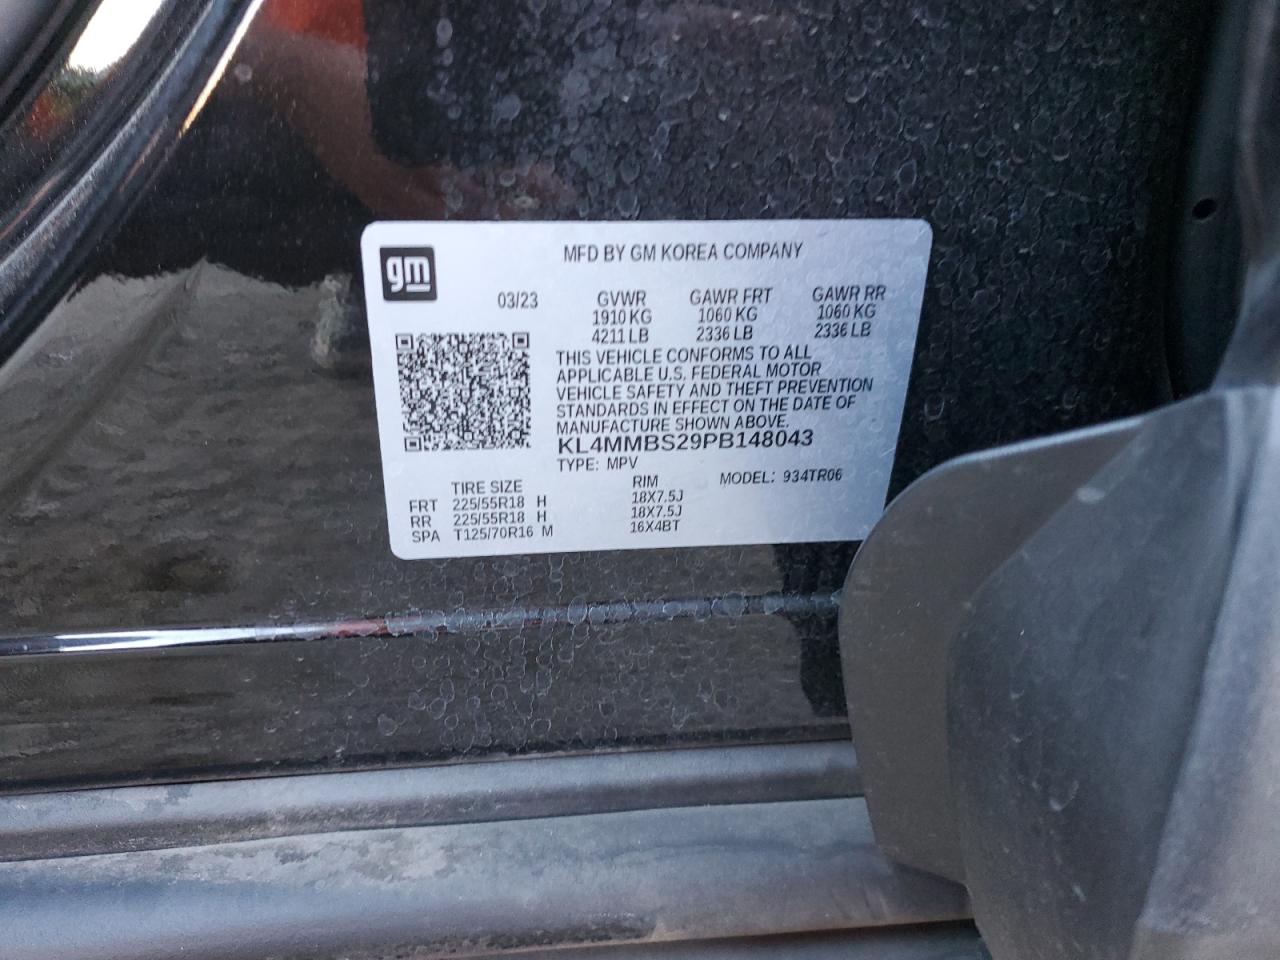 gm
MFD BY GM KOREA COMPANY
03/23 GVWR GAWR FRT GAWR RR
1910 KG 1060 KG 1060 KG
4211 LB 2336 LB 2336 LB
THIS VEHICLE CONFORMS TO ALL
APPLICABLE U.S. FEDERAL MOTOR
VEHICLE SAFETY AND THEFT PREVENTION
STANDARDS IN EFFECT ON THE DATE OF
MANUFACTURE SHOWN ABOVE.
KL4MMBS29PB148043
TYPE: MPV MODEL: 934TR06
TIRE SIZE RIM
FRT 225/55R18 H 18X7.5J
RR 225/55R18 H 18X7.5J
SPA T125/70R16 M 16X4BT